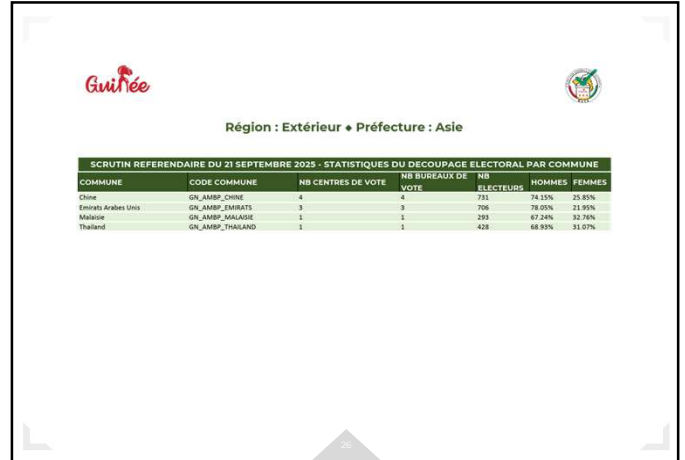 Guinée
Région : Extérieur ◆ Préfecture : Asie
SCRUTIN REFERENDAIRE DU 21 SEPTEMBRE 2025 - STATISTIQUES DU DECOUPAGE ELECTORAL PAR COMMUNE
COMMUNE CODE COMMUNE NB CENTRES DE VOTE NB BUREAUX DE VOTE NB ELECTEURS HOMMES FEMMES
Chine GN_AMBP_CHINE 4 4 731 74.15% 25.85%
Emirats Arabes Unis GN_AMBP_EMIRATS 3 3 706 78.05% 21.95%
Malaisie GN_AMBP_MALAISIE 1 1 293 67.24% 32.76%
Thailand GN_AMBP_THAILAND 1 1 428 68.93% 31.07%
26